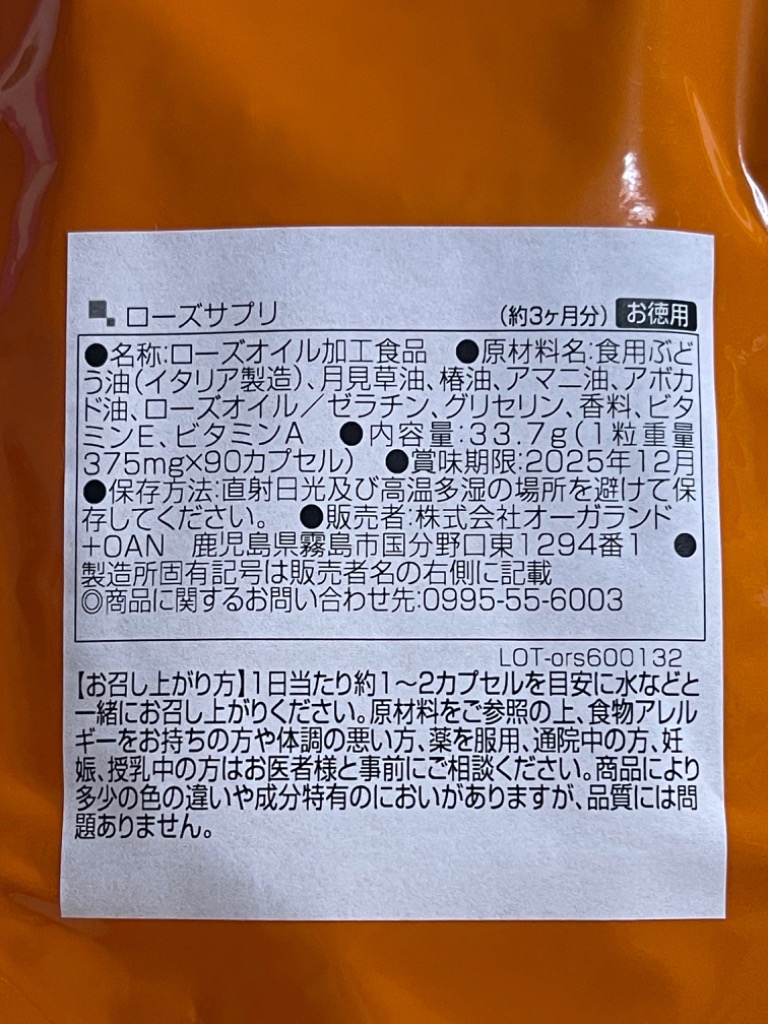 ローズサプリ (約3ヶ月分) お徳用
●名称:ローズオイル加工食品 ●原材料名:食用ぶど
う油(イタリア製造)、月見草油、椿油、アマニ油、アボカ
ド油、ローズオイル/ゼラチン、グリセリン、香料、ビタ
ミンE、ビタミンA ●内容量:33.7g(1粒重量
375mg×90カプセル) ●賞味期限:2025年12月
●保存方法:直射日光及び高温多湿の場所を避けて保
存してください。 ●販売者:株式会社オーガランド
+OAN 鹿児島県霧島市国分野口東1294番1 ●
製造所固有記号は販売者名の右側に記載
◎商品に関するお問い合わせ先:0995-55-6003
LOT-ors600132
【お召し上がり方】1日当たり約1〜2カプセルを目安に水などと
一緒にお召し上がりください。原材料をご参照の上、食物アレル
ギーをお持ちの方や体調の悪い方、薬を服用、通院中の方、妊
娠、授乳中の方はお医者様と事前にご相談ください。商品により
多少の色の違いや成分特有のにおいがありますが、品質には問
題ありません。